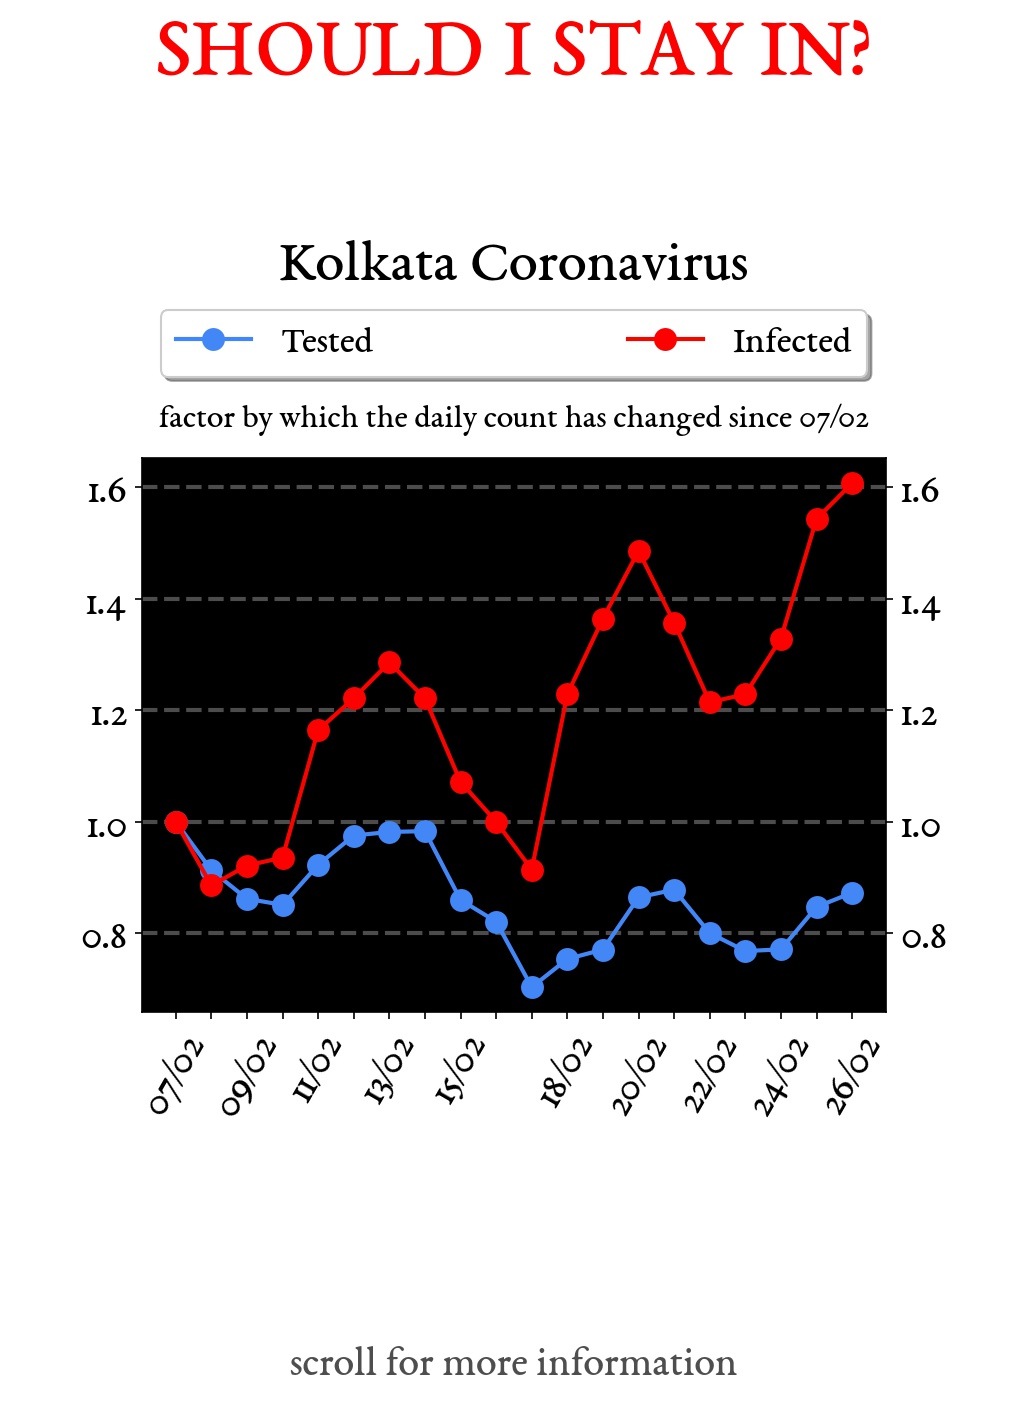 SHOULD I STAY IN?
Kolkata Coronavirus
Tested Infected
factor by which the daily count has changed since 07/02
1.6 1.6
1.4 1.4
1.2 1.2
1.0 1.0
0.8 0.8
07/02 09/02 11/02 13/02 15/02 18/02 20/02 22/02 24/02 26/02
scroll for more information